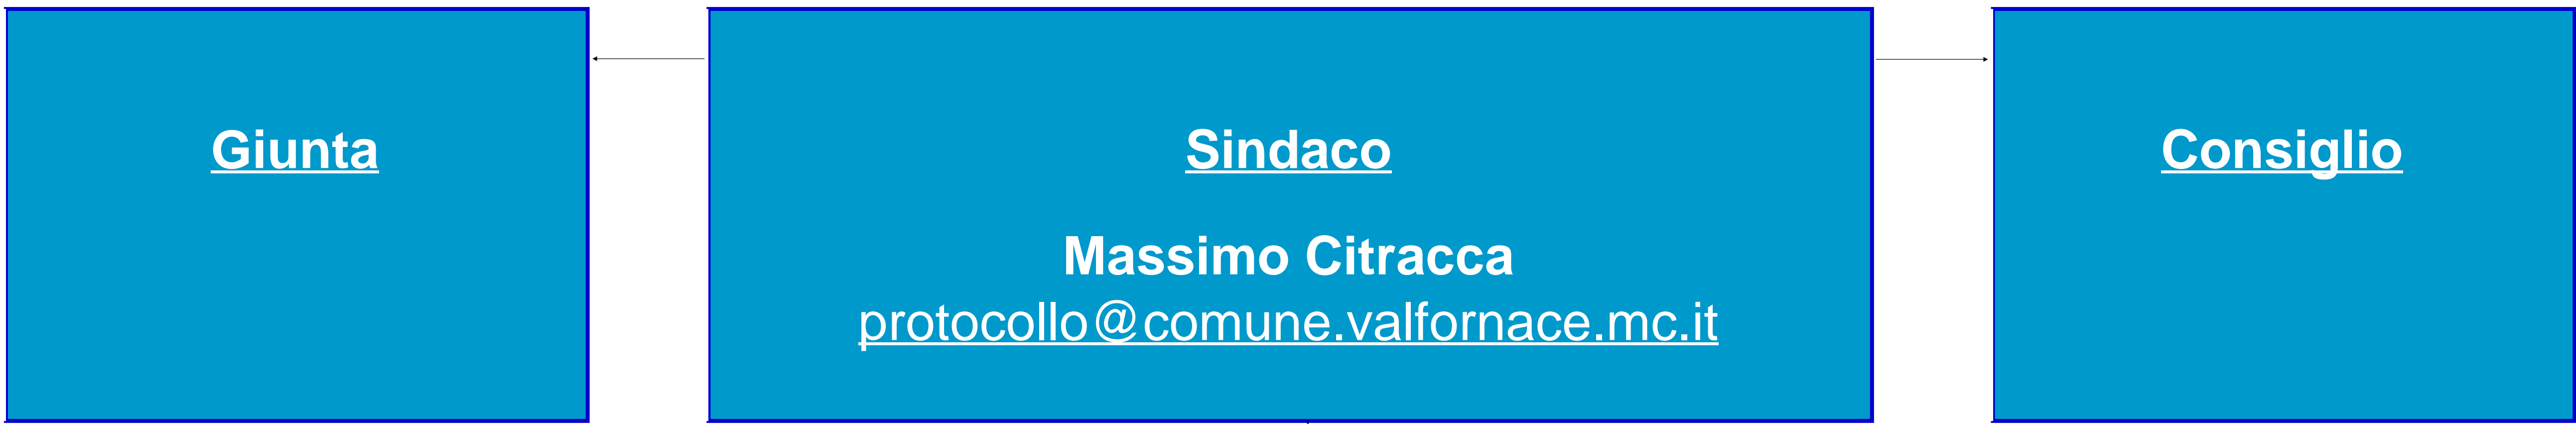 Giunta
Sindaco
Massimo Citracca
protocollo@comune.valfornace.mc.it
Consiglio